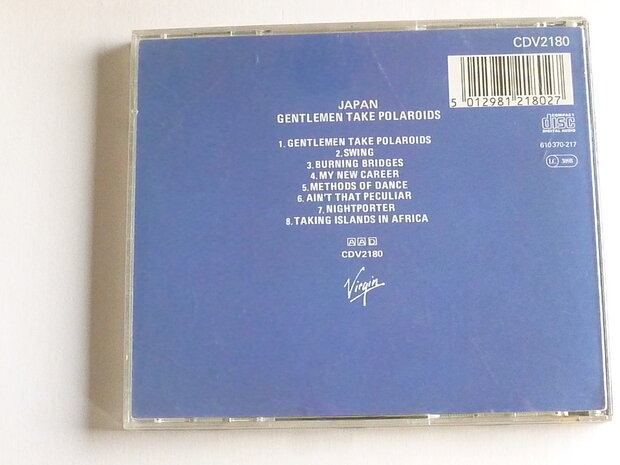 CDV2180
5 012981 218027
COMPACT
disc
DIGITAL AUDIO
610 370-217
LC 3098
JAPAN
GENTLEMEN TAKE POLAROIDS
1. GENTLEMEN TAKE POLAROIDS
2. SWING
3. BURNING BRIDGES
4. MY NEW CAREER
5. METHODS OF DANCE
6. AIN'T THAT PECULIAR
7. NIGHTPORTER
8. TAKING ISLANDS IN AFRICA
AAD
CDV2180
Virgin